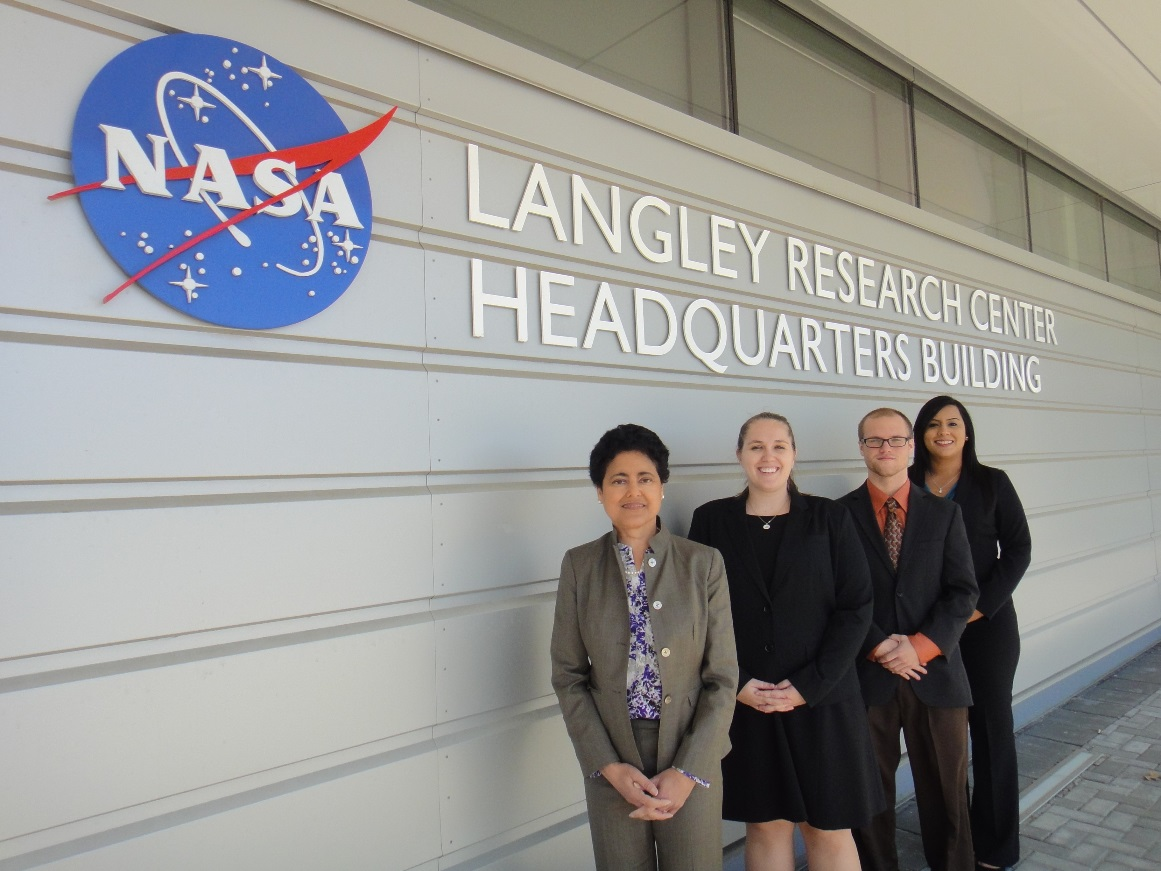 NASA
LANGLEY RESEARCH CENTER
HEADQUARTERS BUILDING